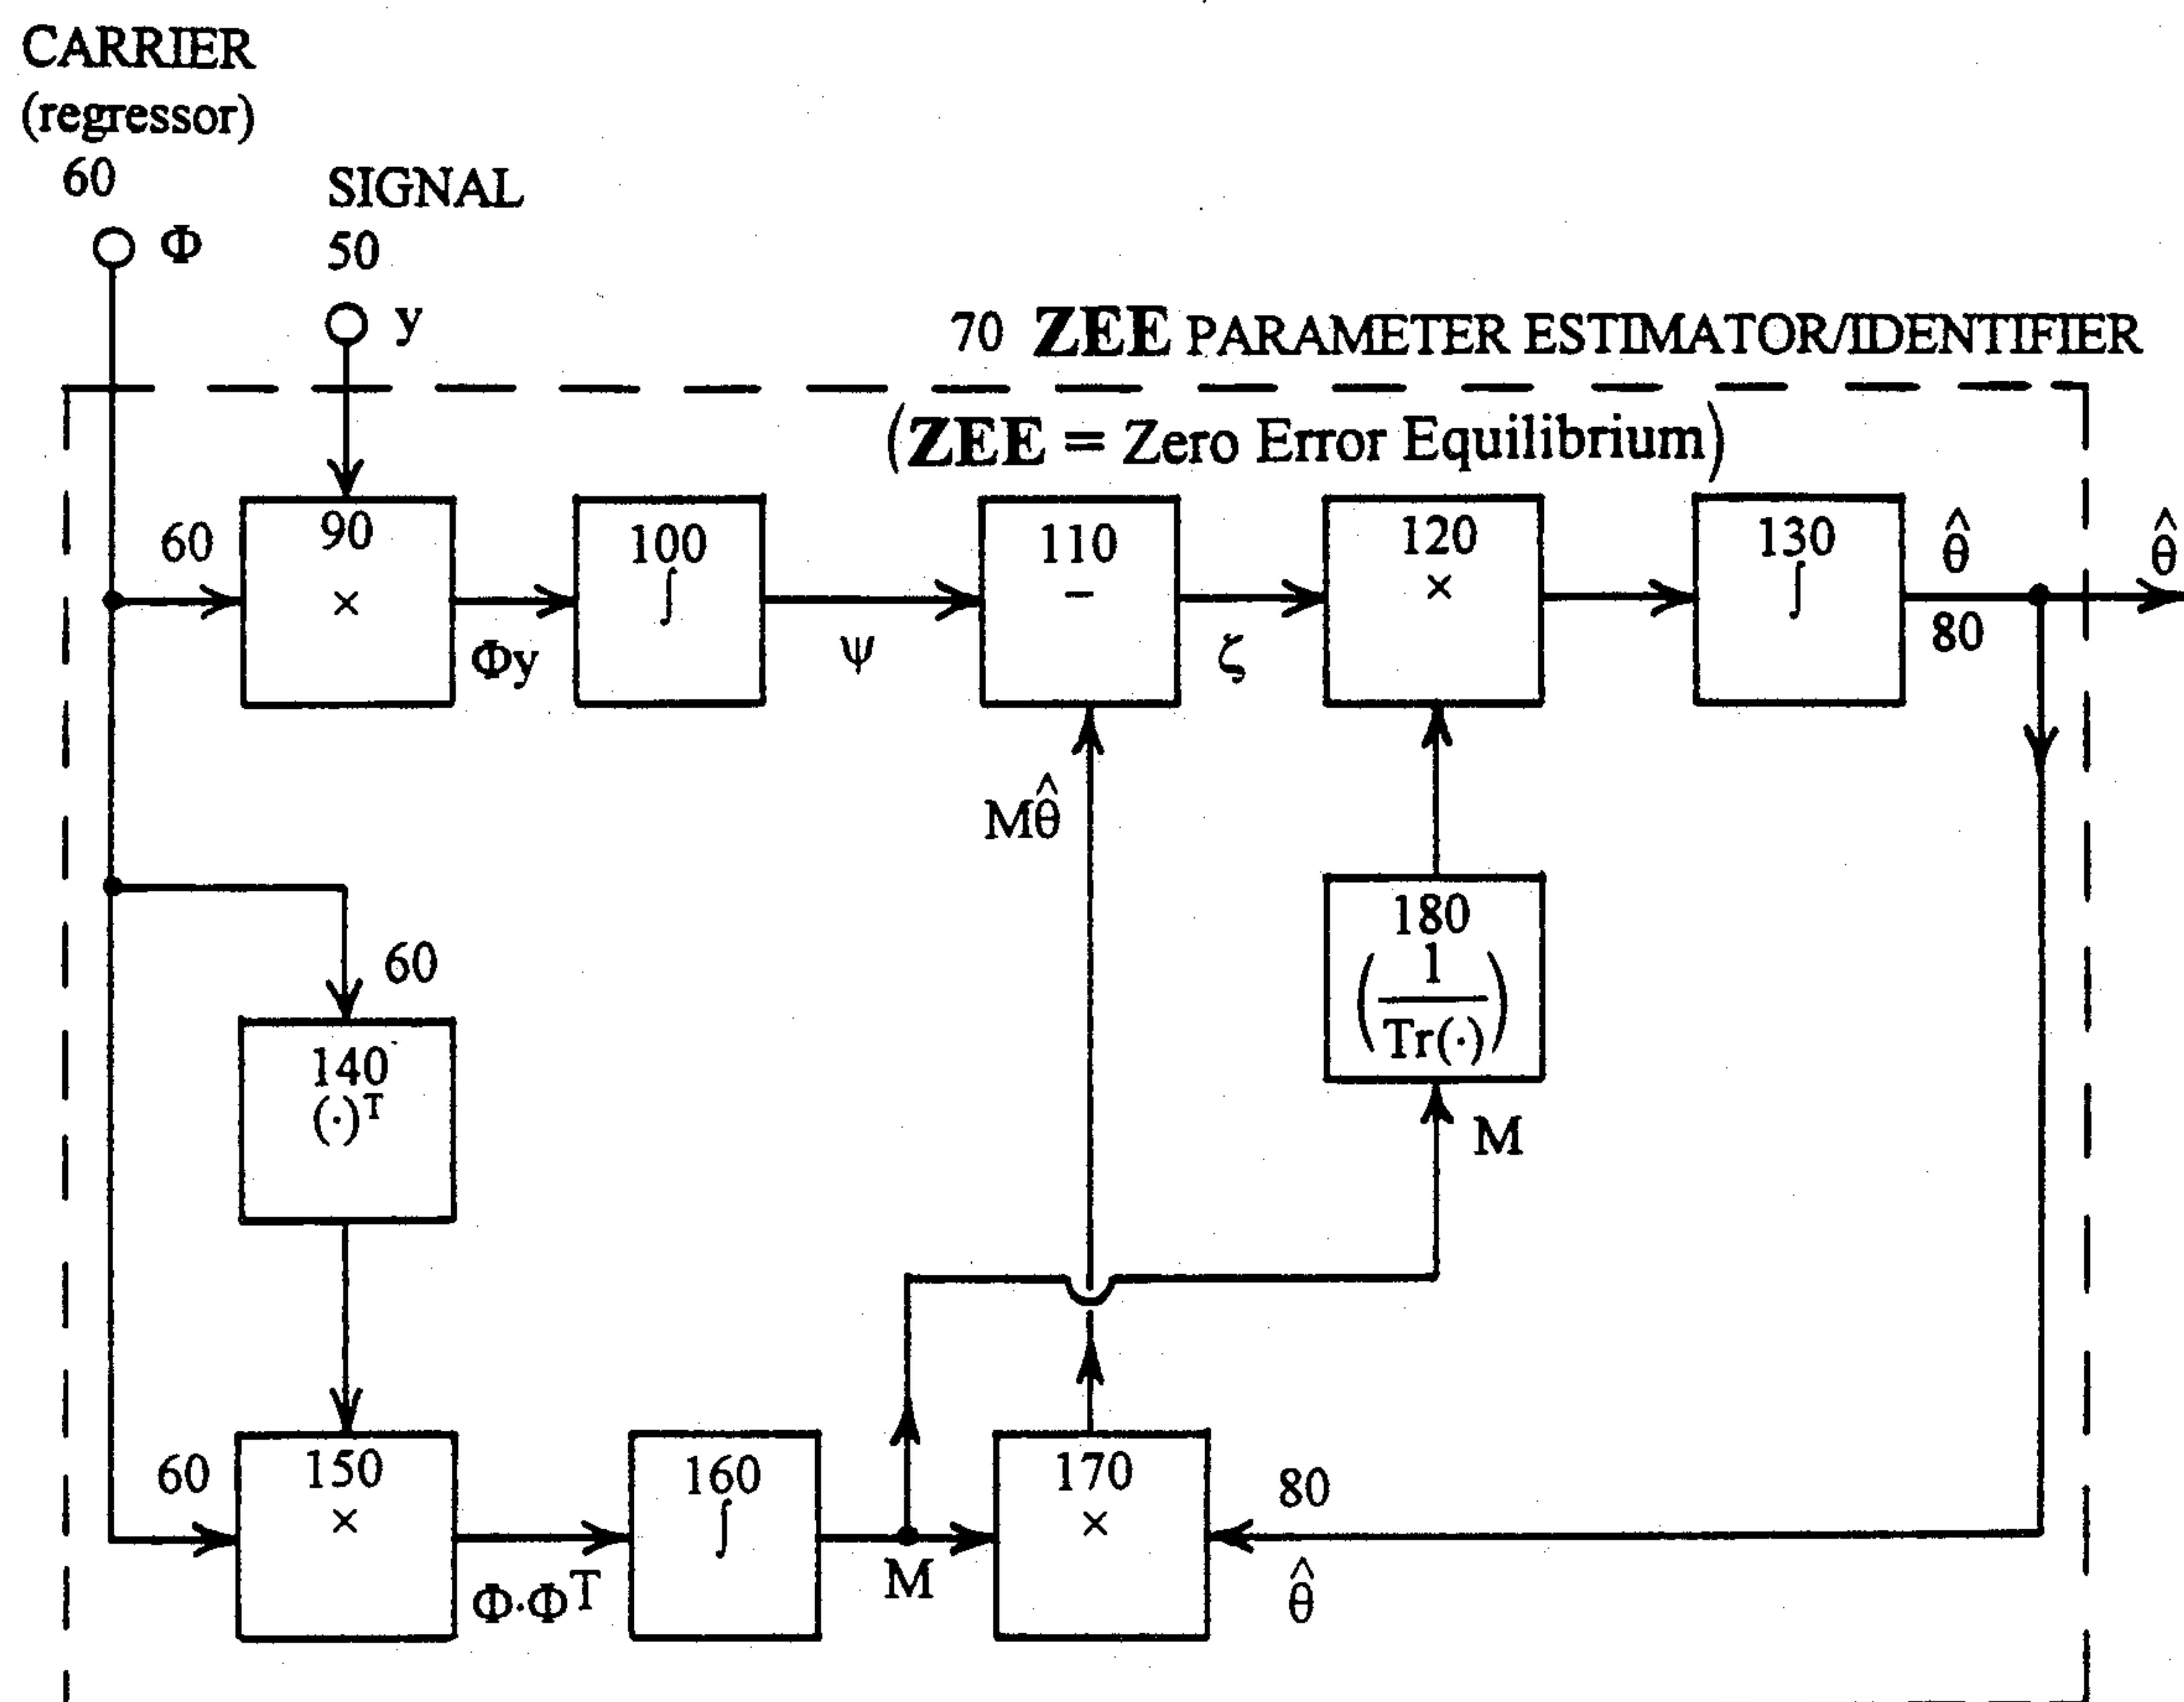 CARRIER
(regressor)
60
Φ
SIGNAL
50
y
70 ZEE PARAMETER ESTIMATOR/IDENTIFIER
(ZEE = Zero Error Equilibrium)
60
90
×
Φy
100
∫
ψ
110
−
ζ
120
×
130
∫
θ̂
80
θ̂
Mθ̂
180
(1/Tr(·))
M
60
140
(·)ᵀ
60
150
×
Φ·Φᵀ
160
∫
M
170
×
80
θ̂